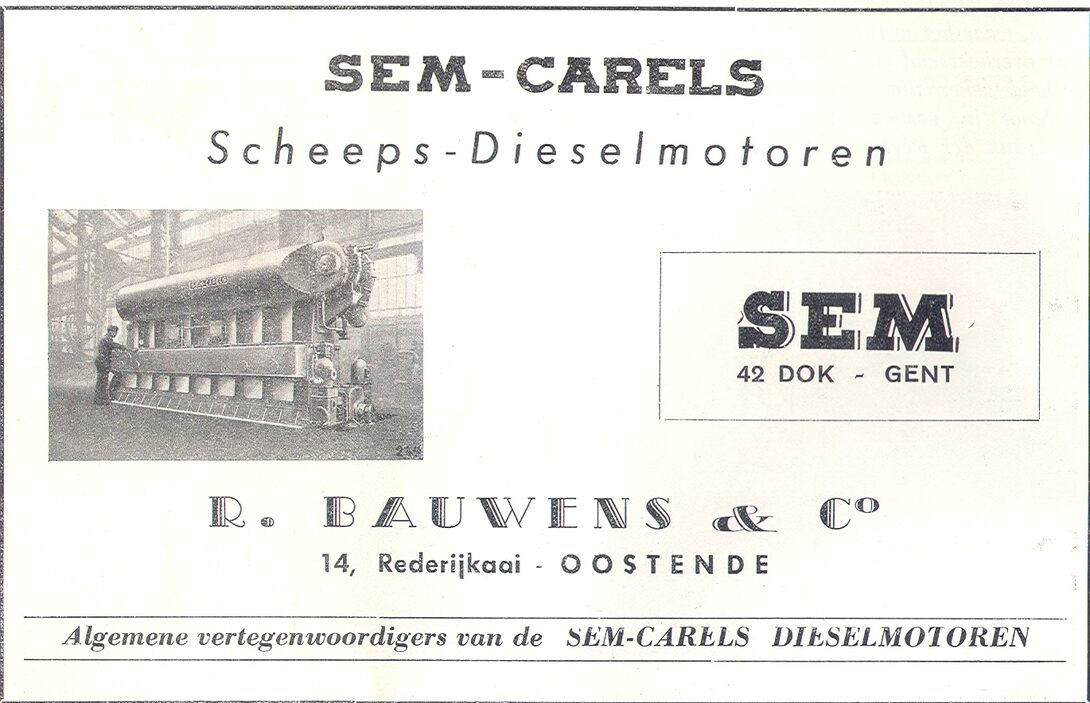 SEM-CARELS
Scheeps-Dieselmotoren
SEM
42 DOK - GENT
R. BAUWENS & Cº
14, Rederijkaai - OOSTENDE
Algemene vertegenwoordigers van de SEM-CARELS DIESELMOTOREN